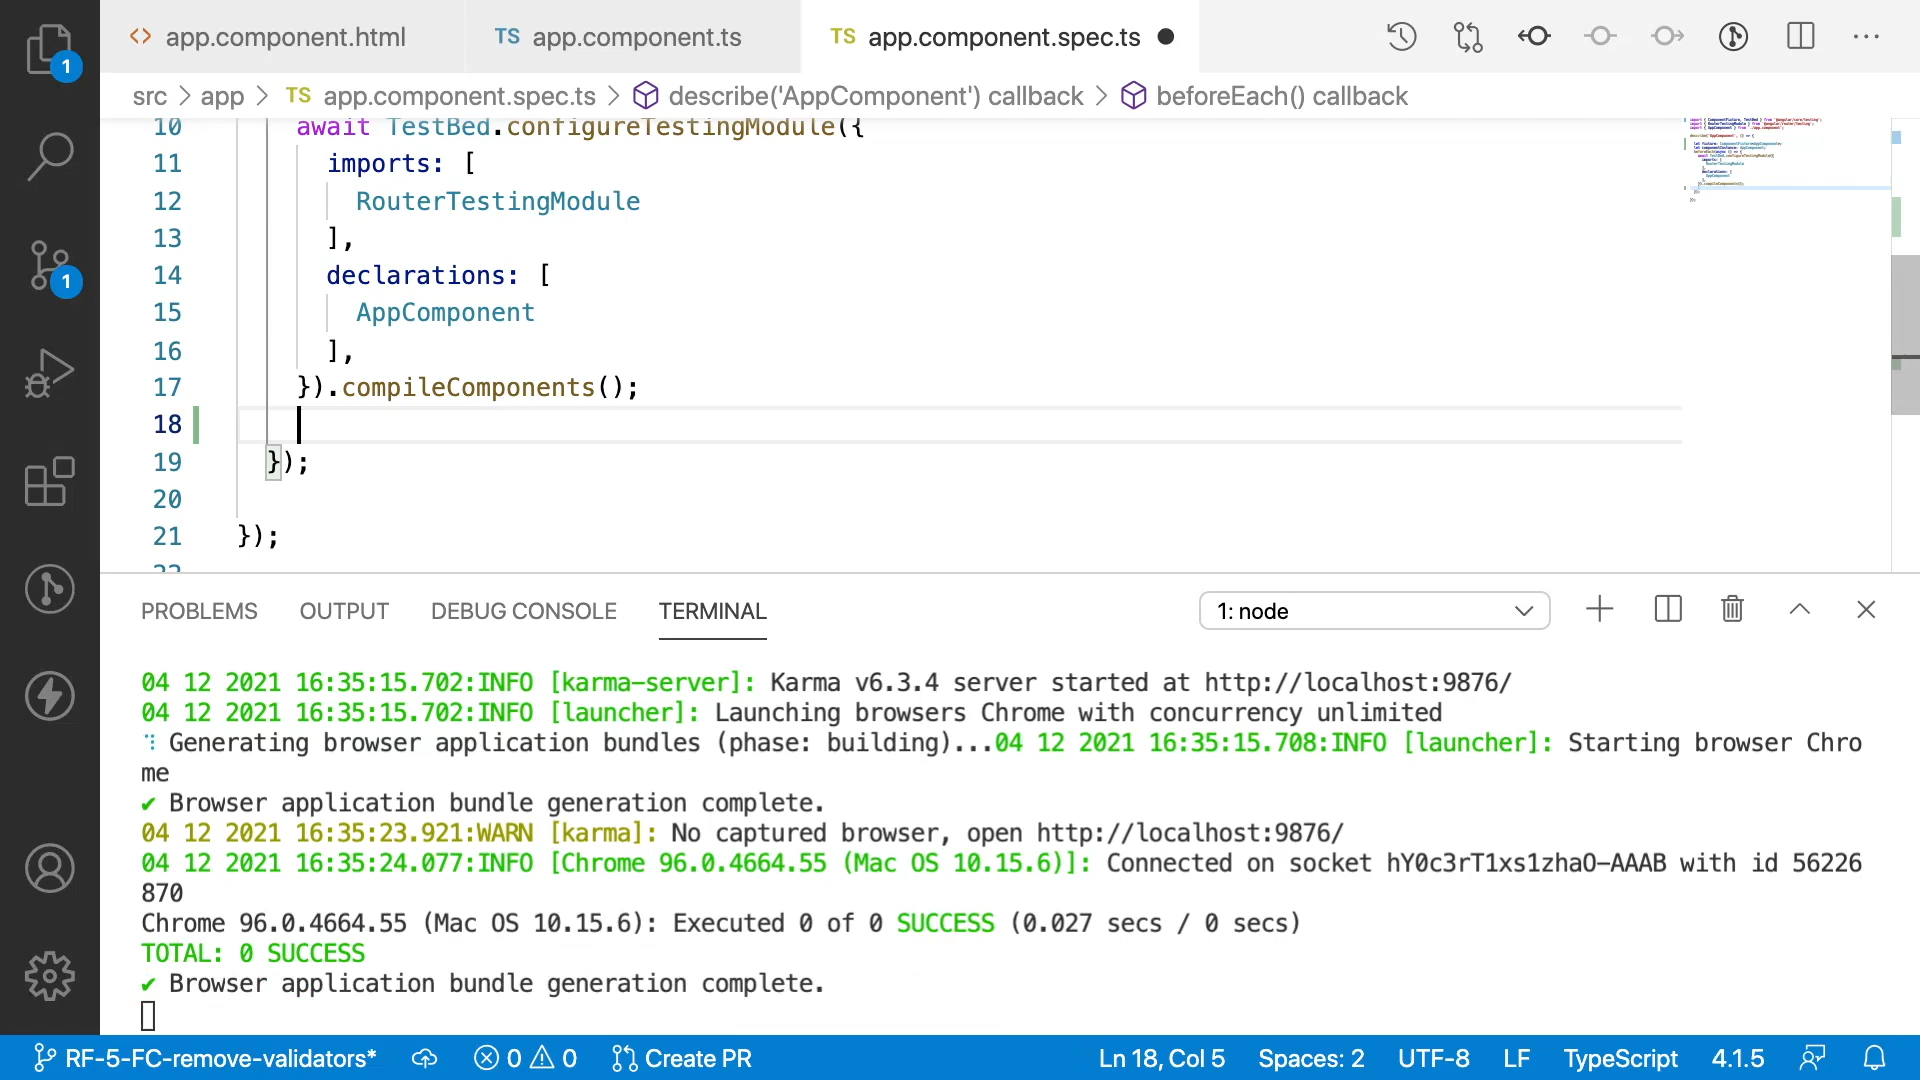 <> app.component.html
TS app.component.ts
TS app.component.spec.ts
src > app > TS app.component.spec.ts > describe('AppComponent') callback > beforeEach() callback
10 await TestBed.configureTestingModule({
11 imports: [
12 RouterTestingModule
13 ],
14 declarations: [
15 AppComponent
16 ],
17 }).compileComponents();
18
19 });
20
21 });
22
1
1
PROBLEMS OUTPUT DEBUG CONSOLE TERMINAL 1: node
04 12 2021 16:35:15.702:INFO [karma-server]: Karma v6.3.4 server started at http://localhost:9876/
04 12 2021 16:35:15.702:INFO [launcher]: Launching browsers Chrome with concurrency unlimited
⠹ Generating browser application bundles (phase: building)...04 12 2021 16:35:15.708:INFO [launcher]: Starting browser Chro
me
✔ Browser application bundle generation complete.
04 12 2021 16:35:23.921:WARN [karma]: No captured browser, open http://localhost:9876/
04 12 2021 16:35:24.077:INFO [Chrome 96.0.4664.55 (Mac OS 10.15.6)]: Connected on socket hY0c3rT1xs1zhaO-AAAB with id 56226
870
Chrome 96.0.4664.55 (Mac OS 10.15.6): Executed 0 of 0 SUCCESS (0.027 secs / 0 secs)
TOTAL: 0 SUCCESS
✔ Browser application bundle generation complete.
RF-5-FC-remove-validators* 0 0 Create PR Ln 18, Col 5 Spaces: 2 UTF-8 LF TypeScript 4.1.5